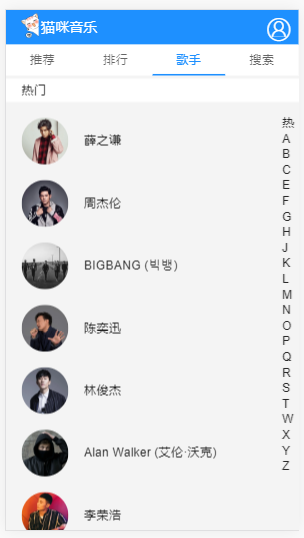 猫咪音乐
推荐 排行 歌手 搜索
热门
薛之谦
周杰伦
BIGBANG (빅뱅)
陈奕迅
林俊杰
Alan Walker (艾伦·沃克)
李荣浩
热
A
B
C
E
F
G
H
J
K
L
M
N
O
P
Q
R
S
T
W
X
Y
Z